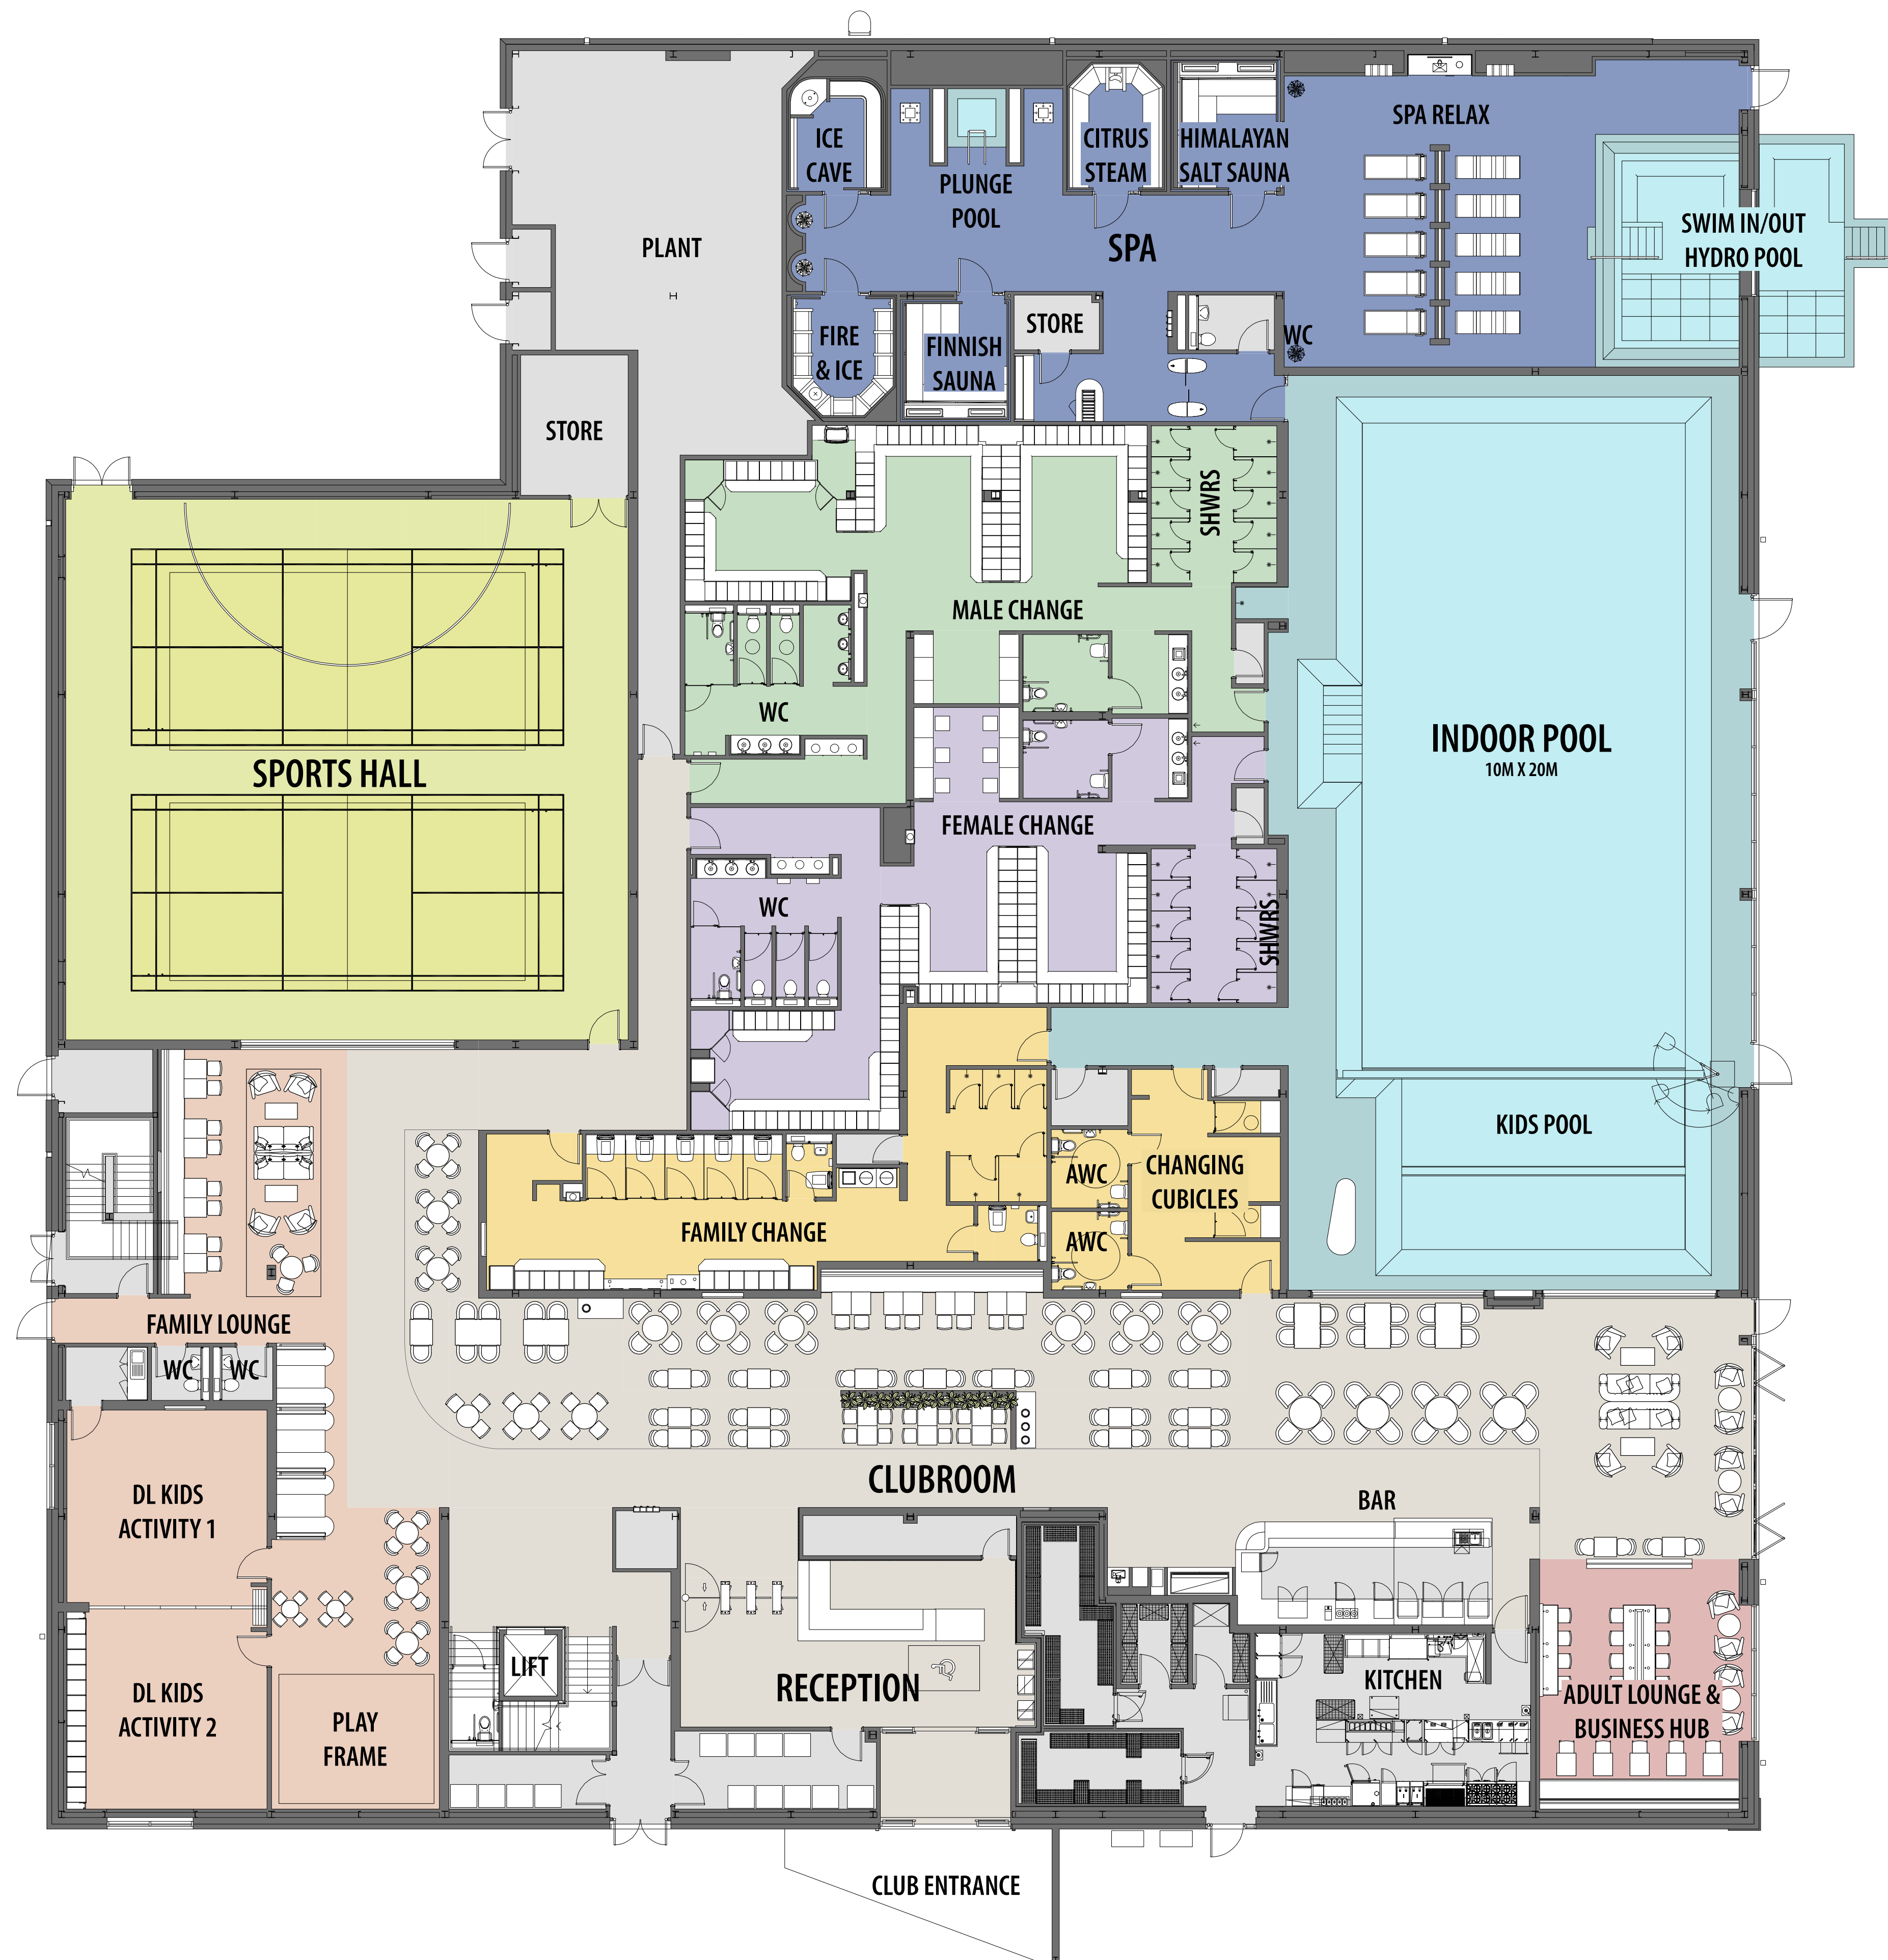 SPA RELAX
ICE
CAVE
CITRUS
STEAM
HIMALAYAN
SALT SAUNA
PLUNGE
POOL
SWIM IN/OUT
HYDRO POOL
PLANT
SPA
STORE
WC
FIRE
& ICE
FINNISH
SAUNA
STORE
SHWRS
MALE CHANGE
WC
INDOOR POOL
10M X 20M
SPORTS HALL
FEMALE CHANGE
WC
SHWRS
KIDS POOL
AWC
CHANGING
CUBICLES
FAMILY CHANGE
AWC
FAMILY LOUNGE
WC
WC
CLUBROOM
DL KIDS
ACTIVITY 1
BAR
LIFT
RECEPTION
KITCHEN
DL KIDS
ACTIVITY 2
PLAY
FRAME
ADULT LOUNGE &
BUSINESS HUB
CLUB ENTRANCE